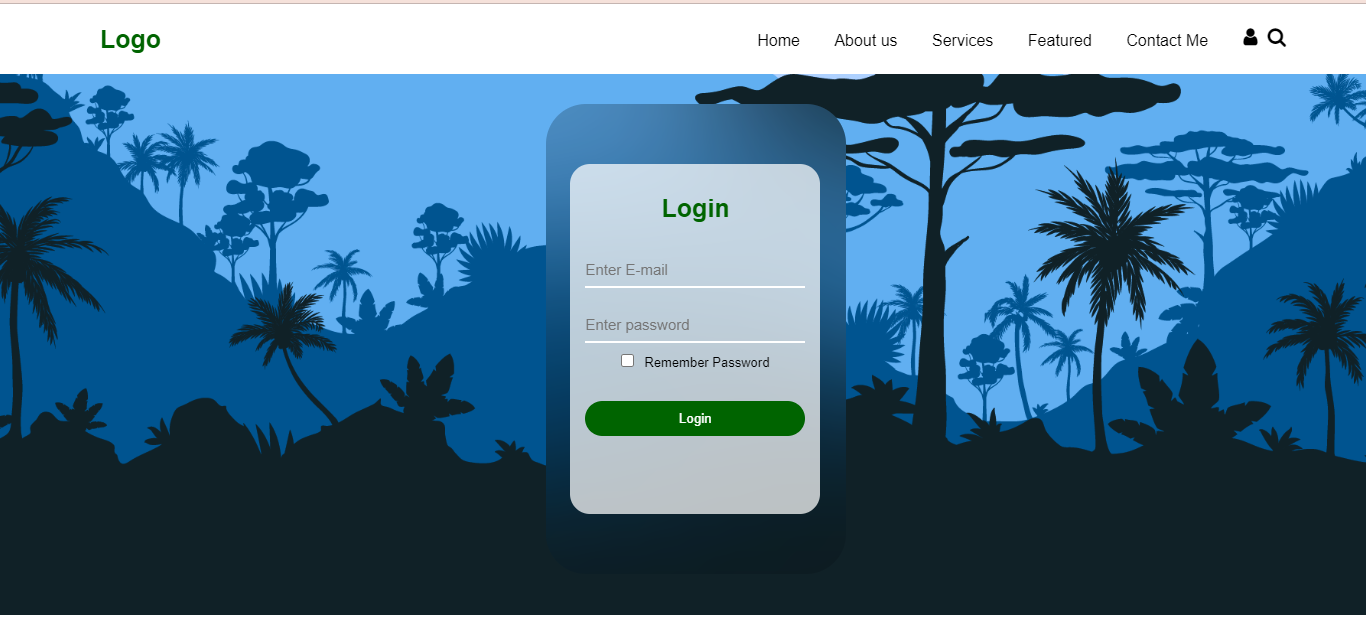 Logo
Home About us Services Featured Contact Me
Login
Enter E-mail
Enter password
Remember Password
Login